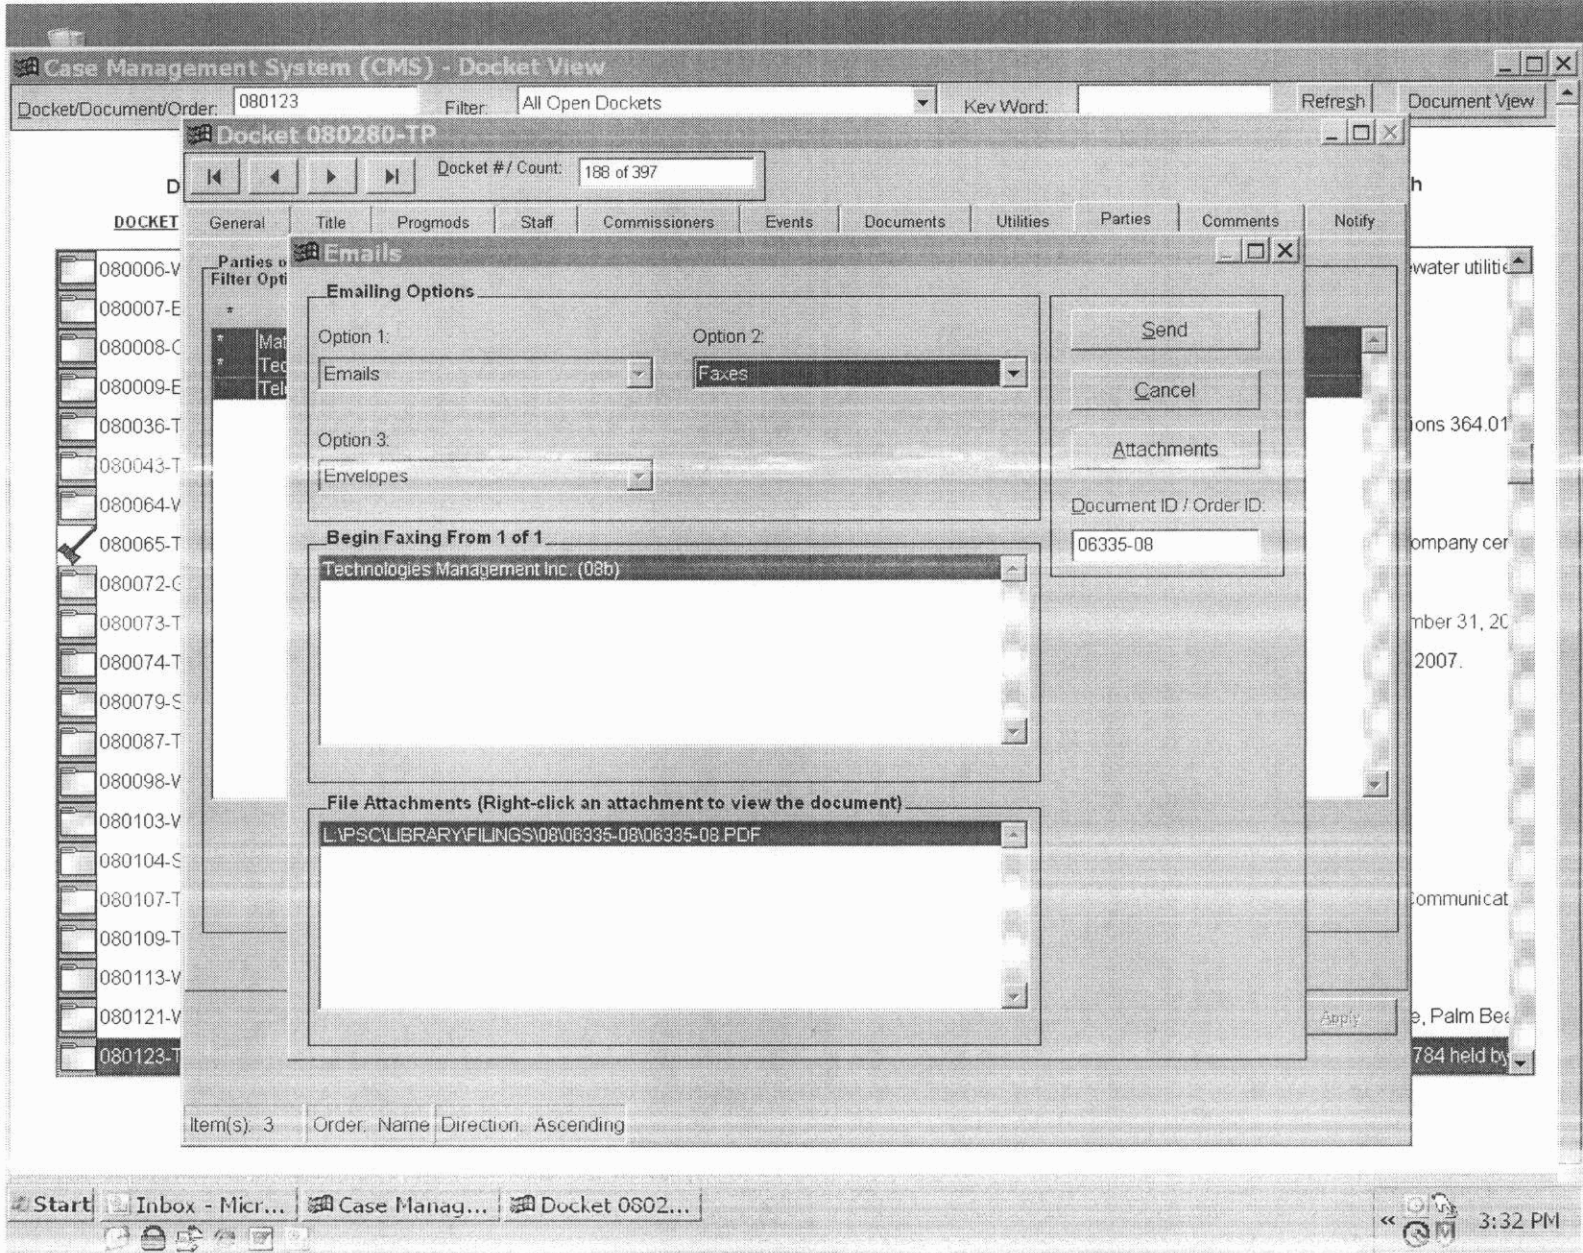 Case Management System (CMS) - Docket View
Docket/Document/Order: 080123 Filter: All Open Dockets Key Word: Refresh Document View
Docket 080280-TP
Docket # / Count: 188 of 397
DOCKET
General Title Progmods Staff Commissioners Events Documents Utilities Parties Comments Notify
Parties o
Filter Opti
*
* Mat
* Tec
Tel
Emails
Emailing Options
Option 1: Option 2:
Emails Faxes
Option 3:
Envelopes
Send
Cancel
Attachments
Document ID / Order ID:
06335-08
Begin Faxing From 1 of 1
Technologies Management Inc. (08b)
File Attachments (Right-click an attachment to view the document)
L:\PSC\LIBRARY\FILINGS\08\06335-08\06335-08.PDF
Apply
080006-W
080007-E
080008-G
080009-E
080036-T
080043-T
080064-W
080065-T
080072-G
080073-T
080074-T
080079-S
080087-T
080098-W
080103-W
080104-S
080107-T
080109-T
080113-W
080121-W
080123-T
h
water utilitie
ions 364.01
ompany cer
mber 31, 20
2007.
ommunicat
e, Palm Bea
784 held by
Item(s): 3 Order: Name Direction: Ascending
Start Inbox - Micr... Case Manag... Docket 0802... « 3:32 PM